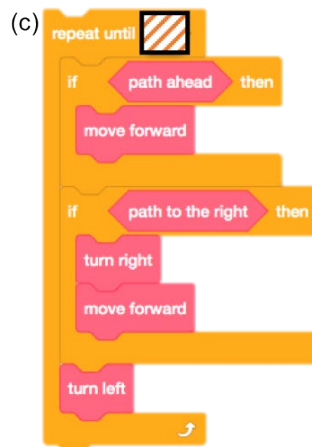 (c)
repeat until
if path ahead then
move forward
if path to the right then
turn right
move forward
turn left